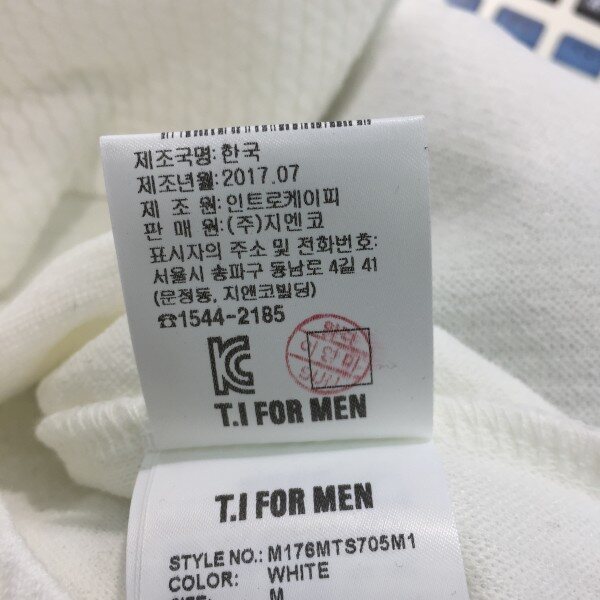 제조국명: 한국
제조년월: 2017.07
제 조 원: 인트로케이피
판 매 원: (주)지엔코
표시자의 주소 및 전화번호:
서울시 송파구 동남로 4길 41
(문정동, 지엔코빌딩)
☎1544-2185
T.I FOR MEN
T.I FOR MEN
STYLE NO.: M176MTS705M1
COLOR: WHITE
SIZE: M